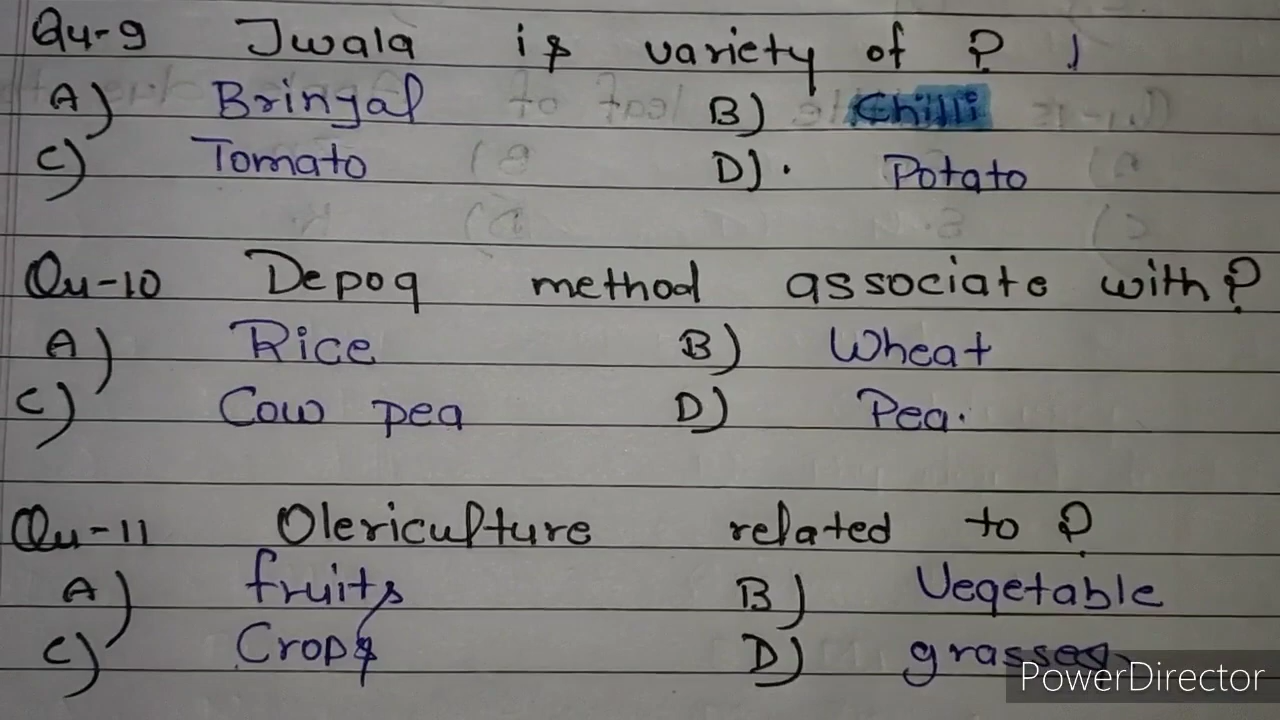 Qu-9 Jwala is variety of ?
A) Bringal B) Chilli
C) Tomato D) . Potato
Qu-10 Depog method associate with?
A) Rice B) Wheat
C) Cow pea D) Pea.
Qu-11 Olericulture related to ?
A) fruits B) Vegetable
C) Crops D) grasses
PowerDirector